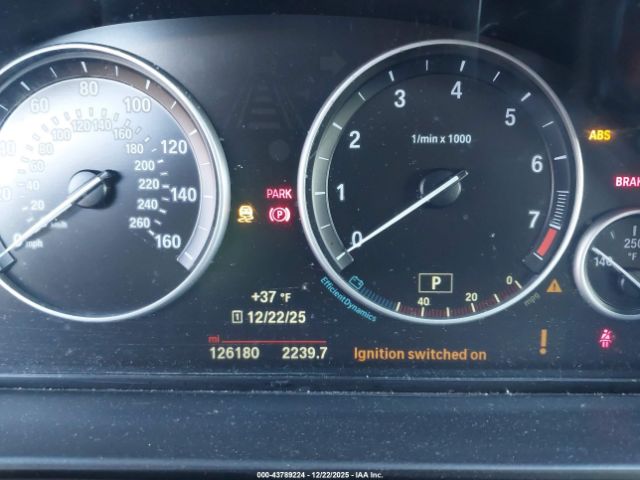 60 80 100
120
140
160
0
mph
km/h
20 40 60 80 100 120 140 160
180
200
220
240
260
PARK
P
+37 °F
12/22/25
mi
126180 2239.7
0 1 2 3 4 5 6 7
1/min x 1000
P
EfficientDynamics
40 20 0
mpg
Ignition switched on
!
ABS
BRAK
250
°F
140
000-43789224 - 12/22/2025 - IAA Inc.